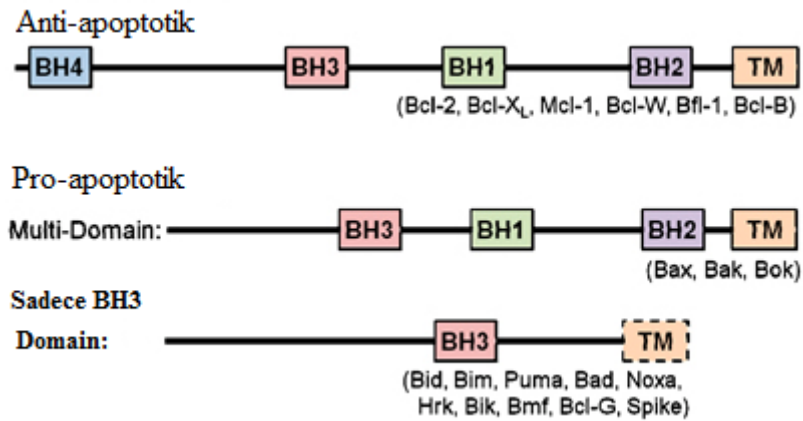 Anti-apoptotik
BH4 BH3 BH1 BH2 TM
(Bcl-2, Bcl-XL, Mcl-1, Bcl-W, Bfl-1, Bcl-B)
Pro-apoptotik
Multi-Domain: BH3 BH1 BH2 TM
(Bax, Bak, Bok)
Sadece BH3
Domain: BH3 TM
(Bid, Bim, Puma, Bad, Noxa,
Hrk, Bik, Bmf, Bcl-G, Spike)